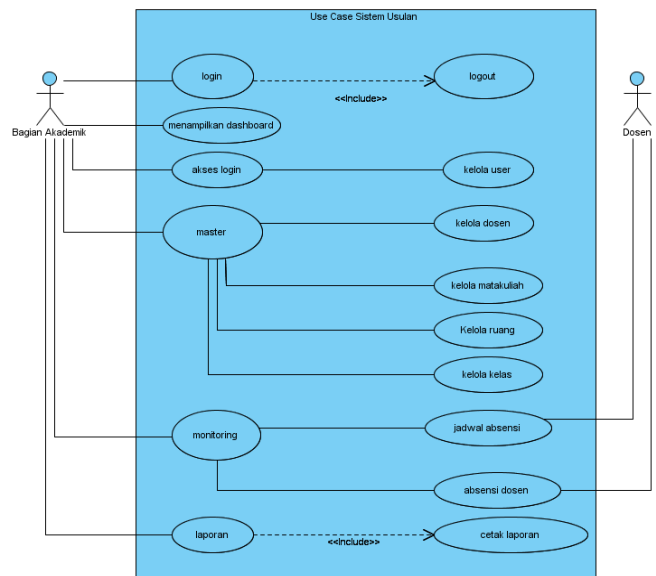 Use Case Sistem Usulan
login
logout
<<Include>>
Bagian Akademik
Dosen
menampilkan dashboard
akses login
kelola user
master
kelola dosen
kelola matakuliah
Kelola ruang
kelola kelas
monitoring
jadwal absensi
absensi dosen
laporan
cetak laporan
<<Include>>